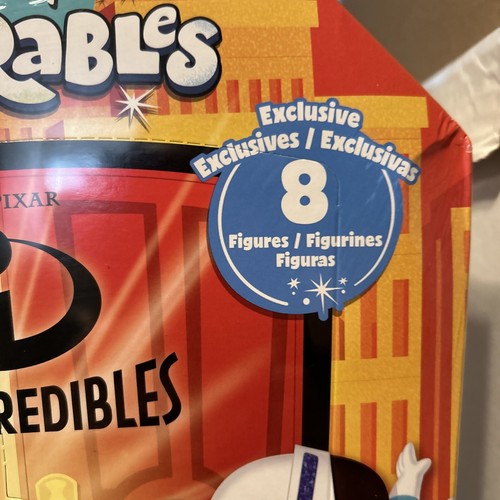 RABLES
Exclusive
Exclusives / Exclusivas
8
Figures / Figurines
Figuras
PIXAR
i
REDIBLES